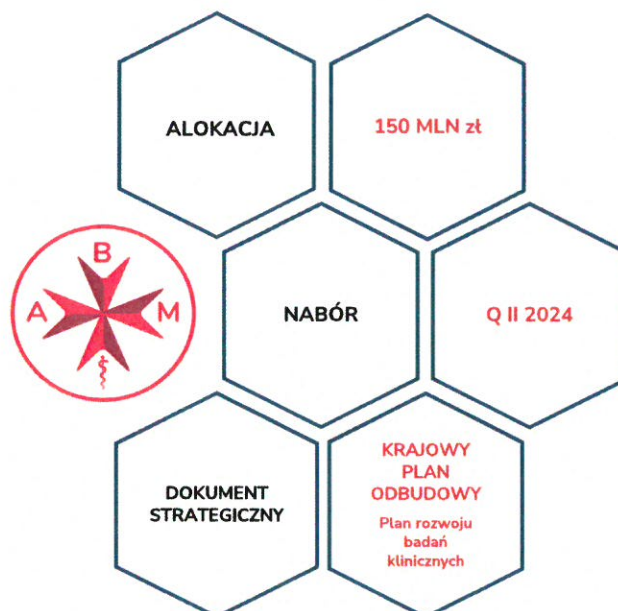 ALOKACJA
150 MLN zł
B
A
M
NABÓR
Q II 2024
DOKUMENT
STRATEGICZNY
KRAJOWY
PLAN
ODBUDOWY
Plan rozwoju
badań
klinicznych